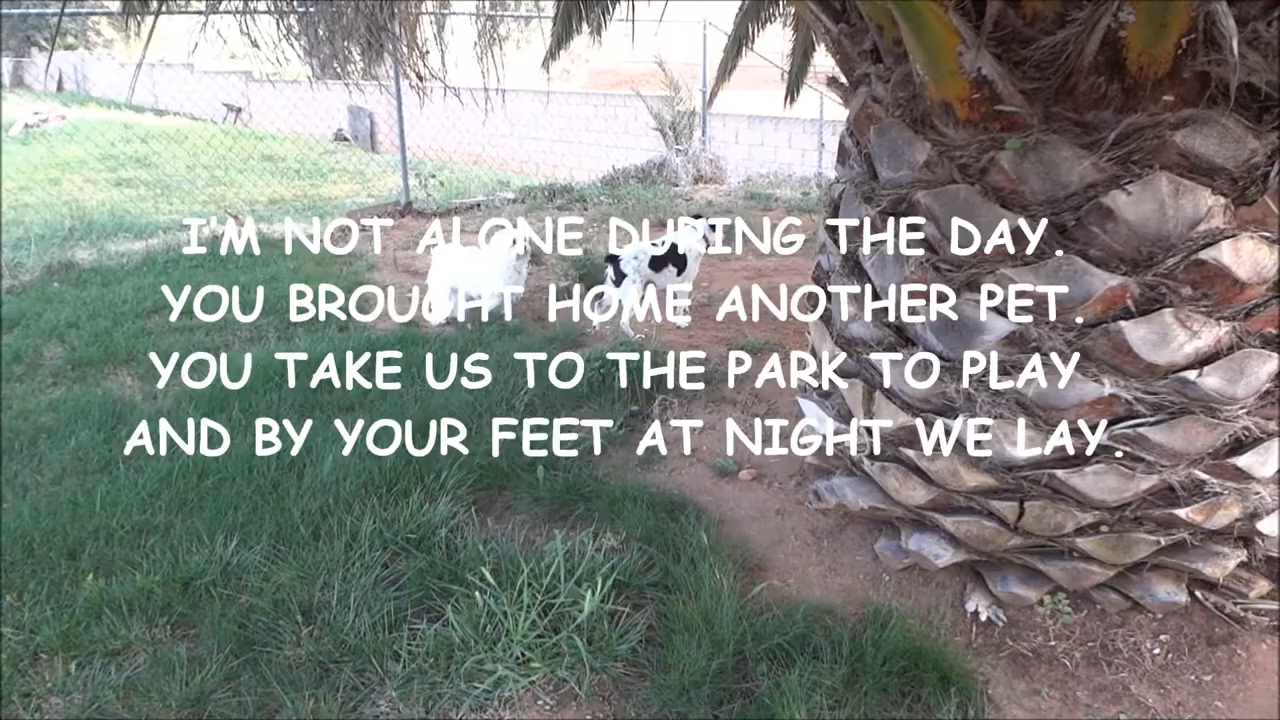 I'M NOT ALONE DURING THE DAY.
YOU BROUGHT HOME ANOTHER PET.
YOU TAKE US TO THE PARK TO PLAY
AND BY YOUR FEET AT NIGHT WE LAY.